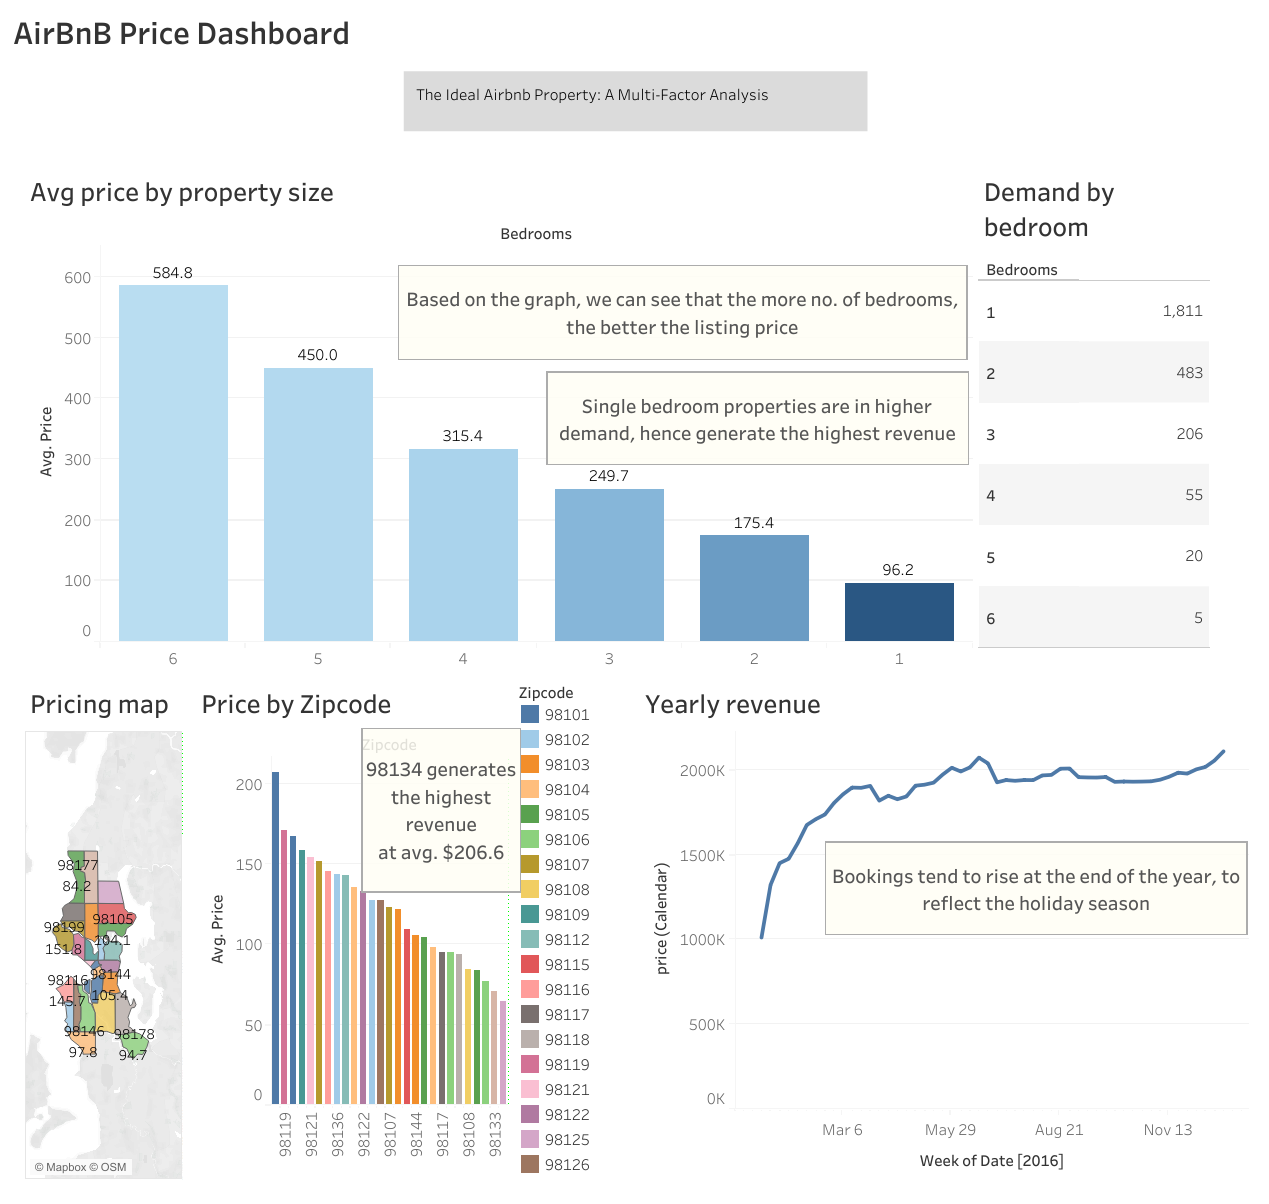 AirBnB Price Dashboard
The Ideal Airbnb Property: A Multi-Factor Analysis
Avg price by property size
Bedrooms
Avg. Price
600
500
400
300
200
100
0
584.8
450.0
315.4
249.7
175.4
96.2
6
5
4
3
2
1
Based on the graph, we can see that the more no. of bedrooms,
the better the listing price
Single bedroom properties are in higher
demand, hence generate the highest revenue
Demand by
bedroom
Bedrooms
1 1,811
2 483
3 206
4 55
5 20
6 5
Pricing map
98177
84.2
98105
98199
104.1
151.8
98144
98116
105.4
145.7
98146
98178
97.8
94.7
© Mapbox © OSM
Price by Zipcode
Zipcode
98134 generates
the highest
revenue
at avg. $206.6
Avg. Price
200
150
100
50
0
98119
98121
98136
98122
98107
98144
98117
98108
98133
Zipcode
98101
98102
98103
98104
98105
98106
98107
98108
98109
98112
98115
98116
98117
98118
98119
98121
98122
98125
98126
Yearly revenue
price (Calendar)
2000K
1500K
1000K
500K
0K
Bookings tend to rise at the end of the year, to
reflect the holiday season
Mar 6
May 29
Aug 21
Nov 13
Week of Date [2016]